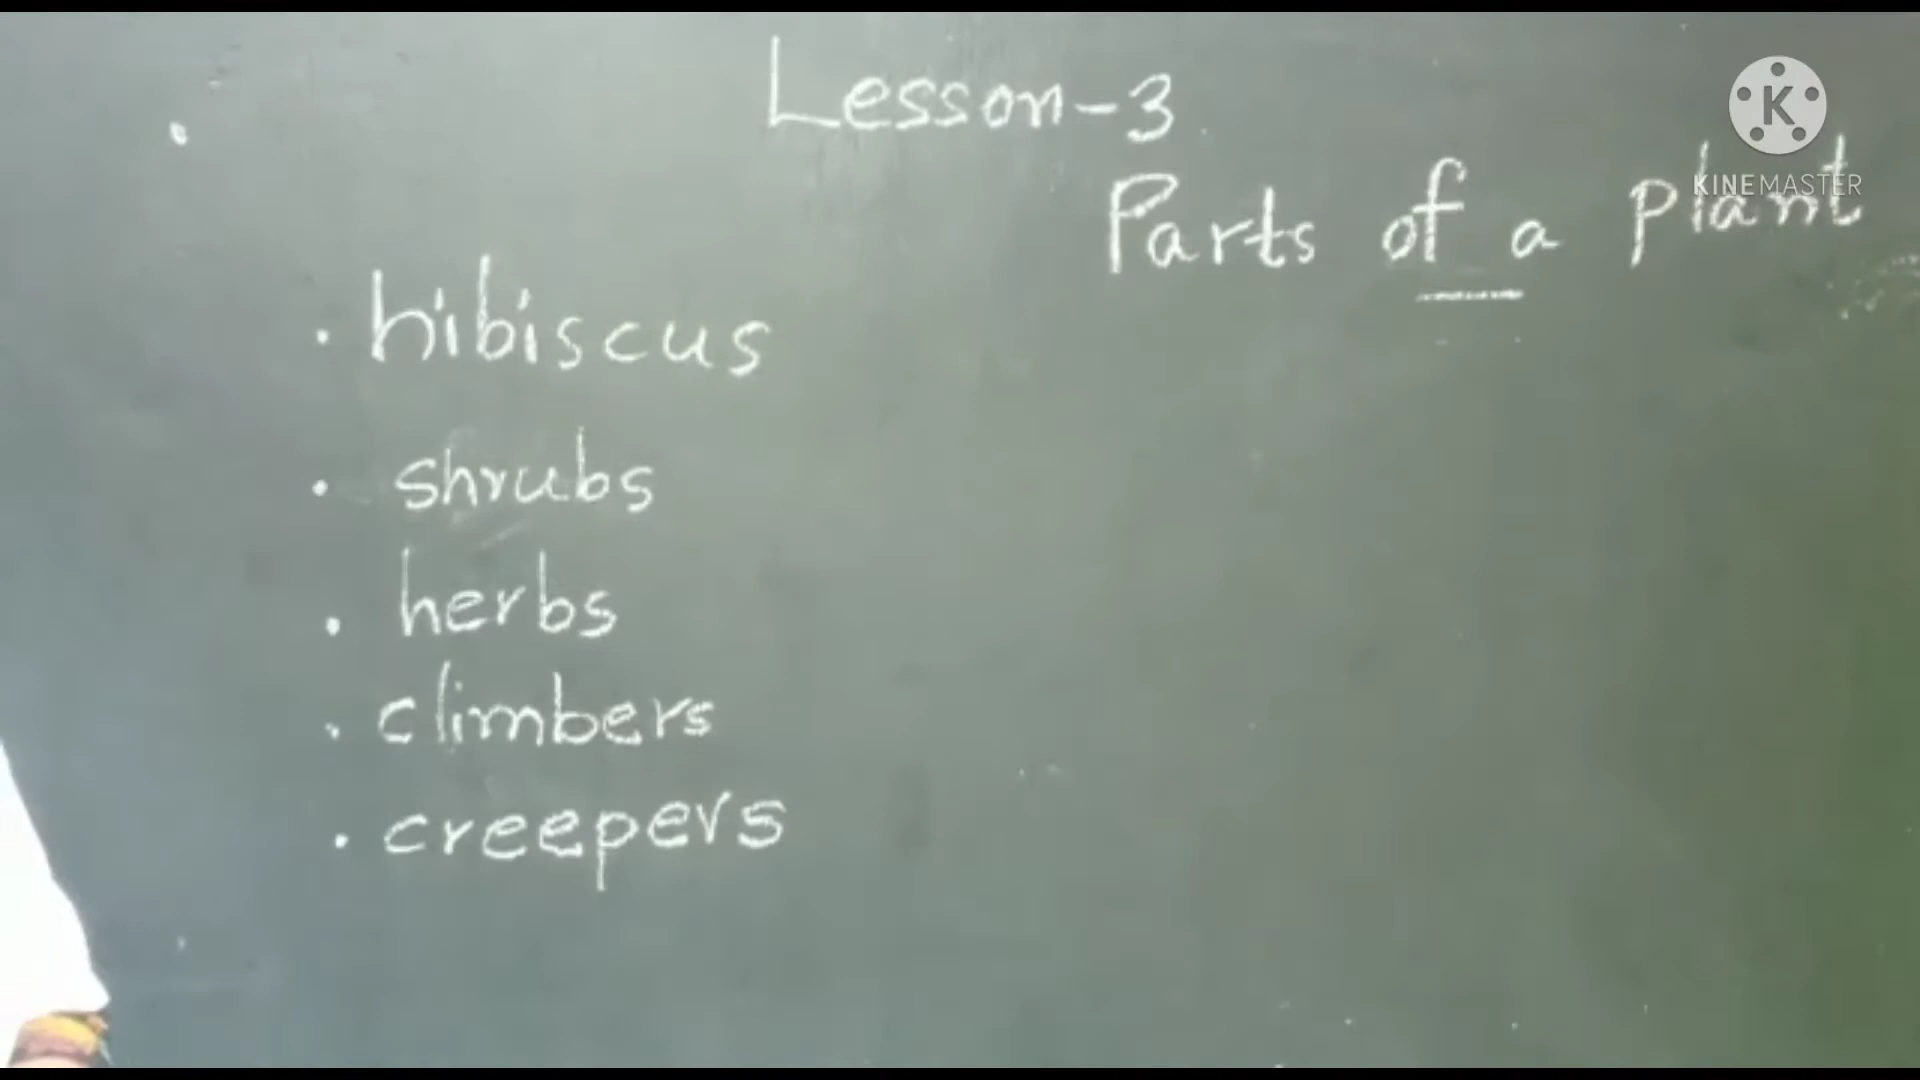 Lesson-3
Parts of a plant
. hibiscus
. shrubs
. herbs
. climbers
. creepers
K
KINEMASTER